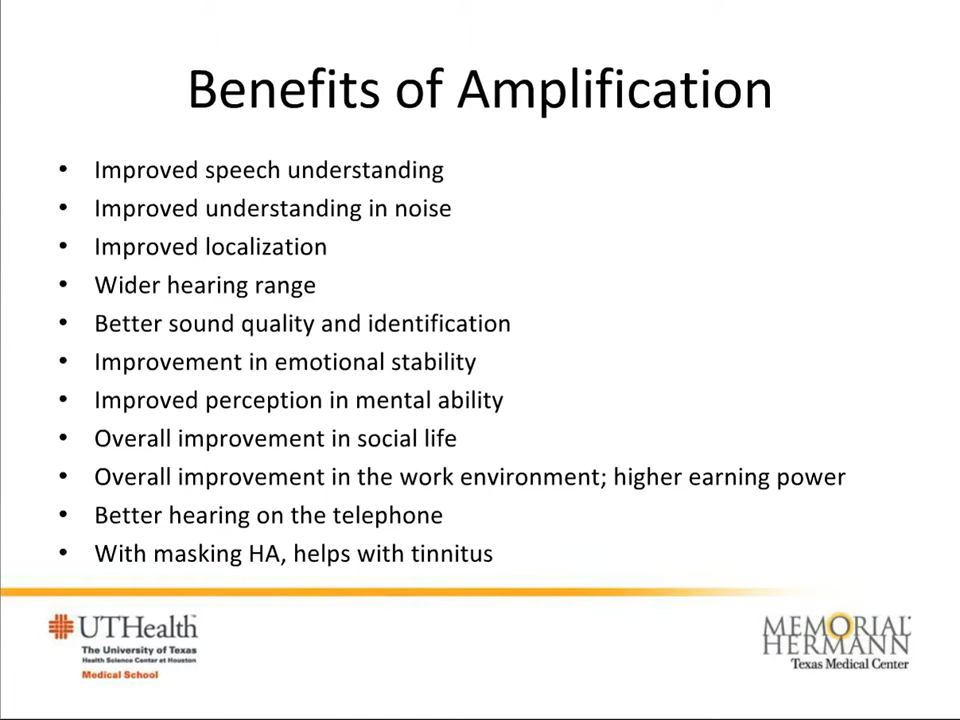 Benefits of Amplification
• Improved speech understanding
• Improved understanding in noise
• Improved localization
• Wider hearing range
• Better sound quality and identification
• Improvement in emotional stability
• Improved perception in mental ability
• Overall improvement in social life
• Overall improvement in the work environment; higher earning power
• Better hearing on the telephone
• With masking HA, helps with tinnitus
UTHealth™
The University of Texas
Health Science Center at Houston
Medical School
MEMORIAL®
HERMANN
Texas Medical Center